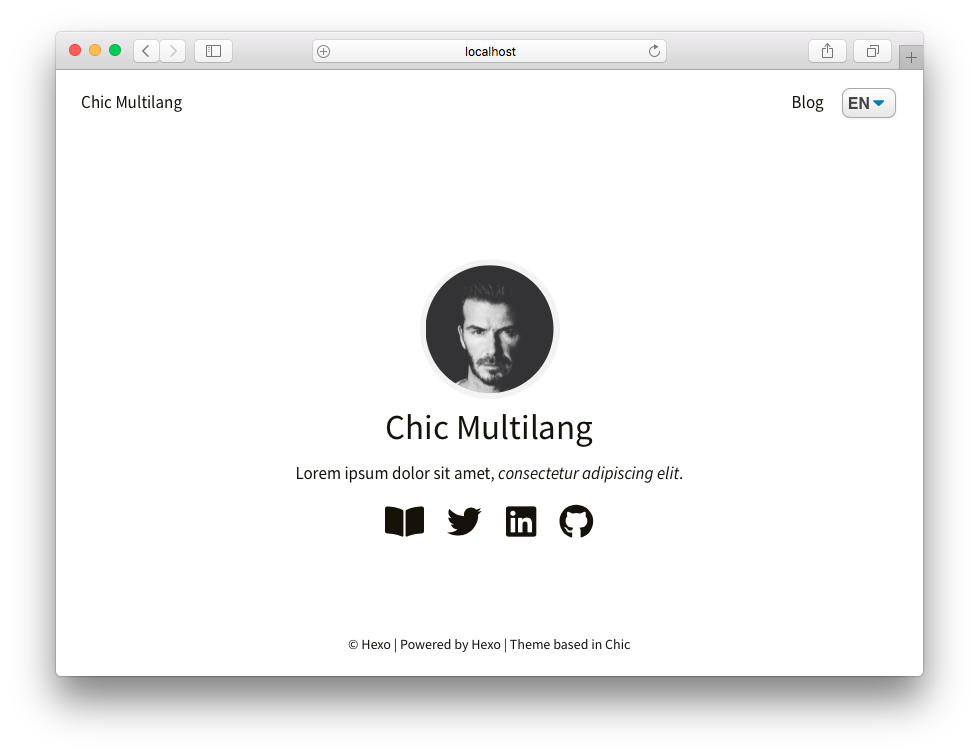 localhost
Chic Multilang
Blog
EN
Chic Multilang
Lorem ipsum dolor sit amet, consectetur adipiscing elit.
in
© Hexo | Powered by Hexo | Theme based in Chic